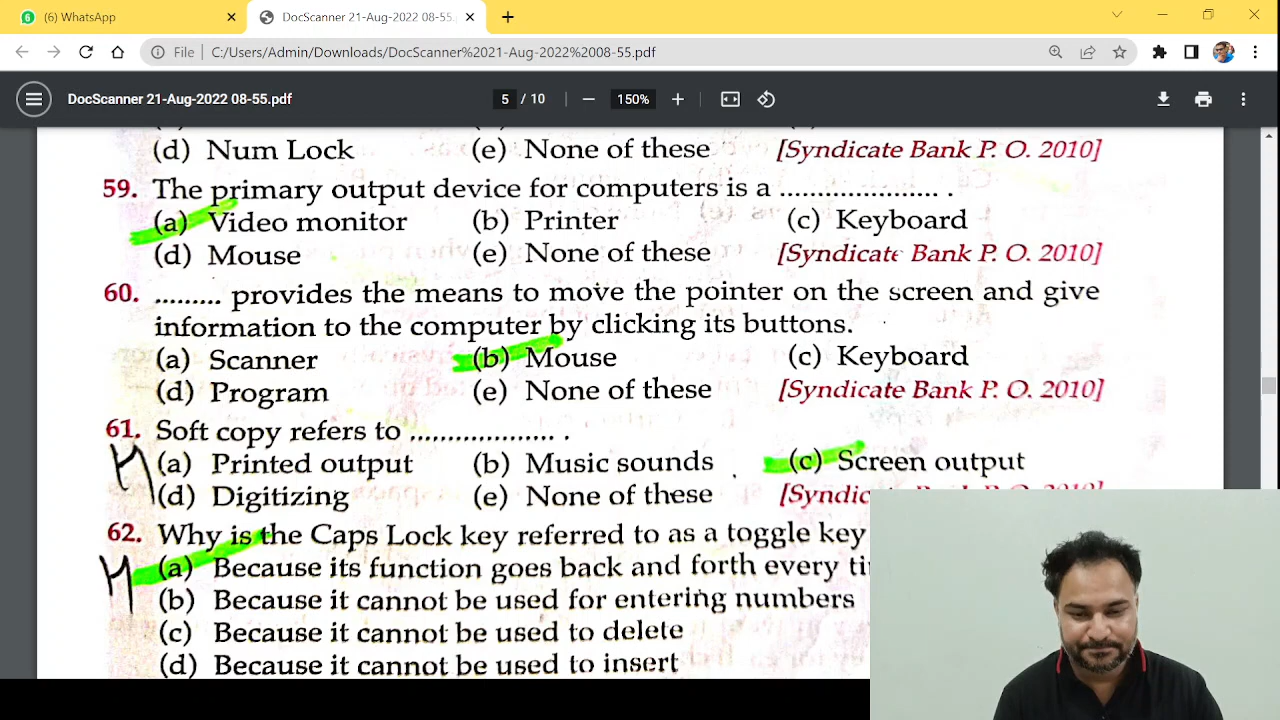 (6) WhatsApp
DocScanner 21-Aug-2022 08-55.
File C:/Users/Admin/Downloads/DocScanner%2021-Aug-2022%2008-55.pdf
DocScanner 21-Aug-2022 08-55.pdf 5 / 10 150%
(d) Num Lock (e) None of these [Syndicate Bank P. O. 2010]
59. The primary output device for computers is a ...................... .
(a) Video monitor (b) Printer (c) Keyboard
(d) Mouse (e) None of these [Syndicate Bank P. O. 2010]
60. ......... provides the means to move the pointer on the screen and give
information to the computer by clicking its buttons.
(a) Scanner (b) Mouse (c) Keyboard
(d) Program (e) None of these [Syndicate Bank P. O. 2010]
61. Soft copy refers to .................... .
(a) Printed output (b) Music sounds (c) Screen output
(d) Digitizing (e) None of these
62. Why is the Caps Lock key referred to as a toggle key
(a) Because its function goes back and forth every
(b) Because it cannot be used for entering numbers
(c) Because it cannot be used to delete
(d) Because it cannot be used to insert